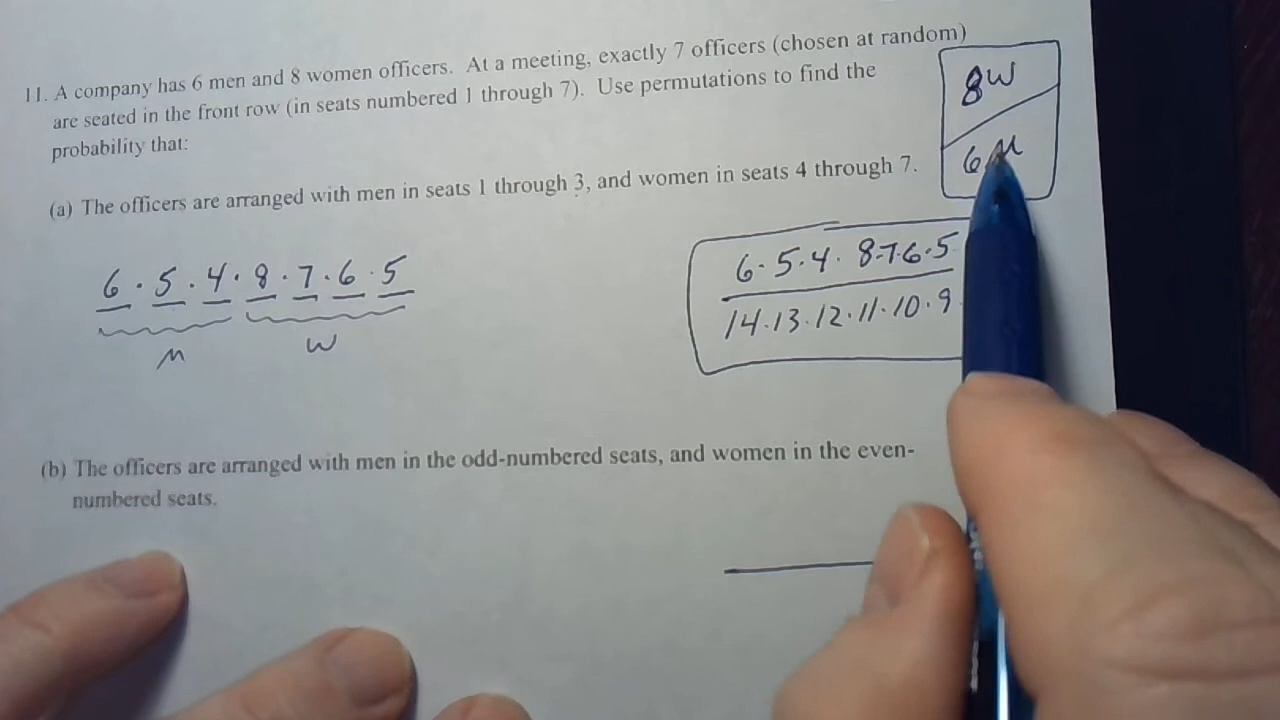 11. A company has 6 men and 8 women officers. At a meeting, exactly 7 officers (chosen at random)
are seated in the front row (in seats numbered 1 through 7). Use permutations to find the
probability that:
8W
6M
(a) The officers are arranged with men in seats 1 through 3, and women in seats 4 through 7.
6 · 5 · 4 · 8 · 7 · 6 · 5
M W
6·5·4·8·7·6·5
14·13·12·11·10·9
(b) The officers are arranged with men in the odd-numbered seats, and women in the even-
numbered seats.